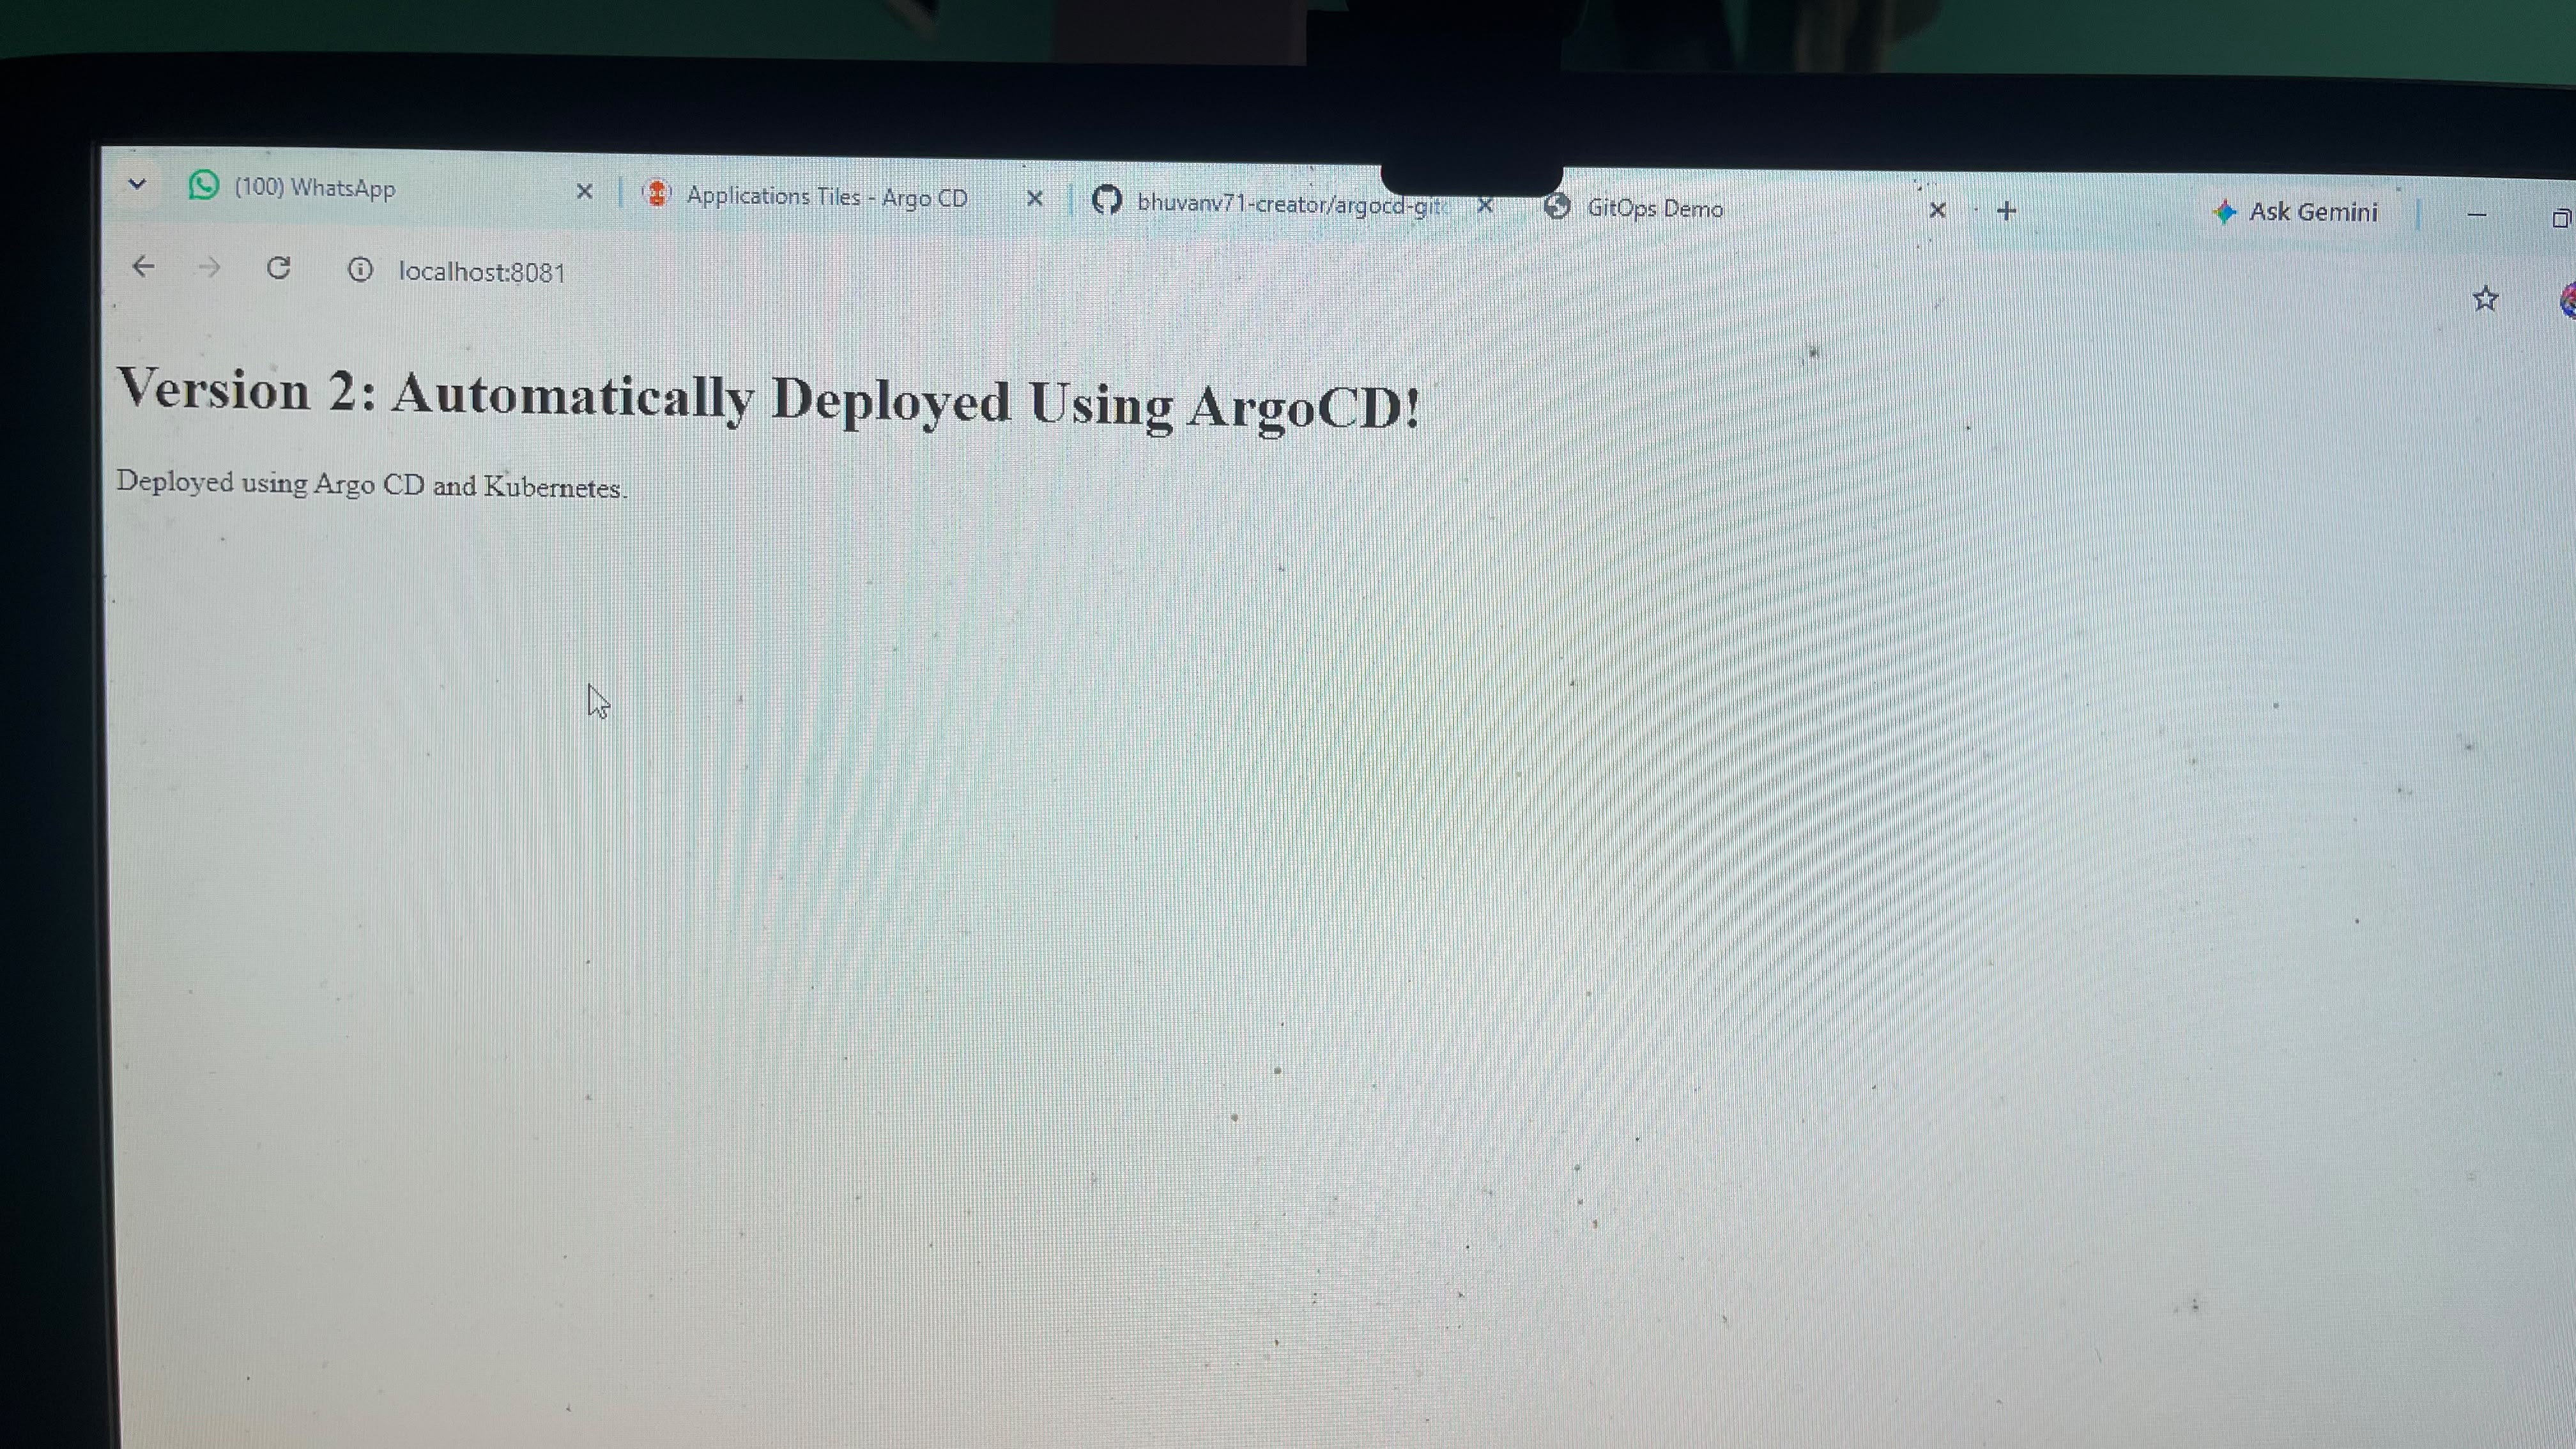 (100) WhatsApp
Applications Tiles - Argo CD
bhuvanv71-creator/argocd-git
GitOps Demo
Ask Gemini
localhost:8081
Version 2: Automatically Deployed Using ArgoCD!
Deployed using Argo CD and Kubernetes.